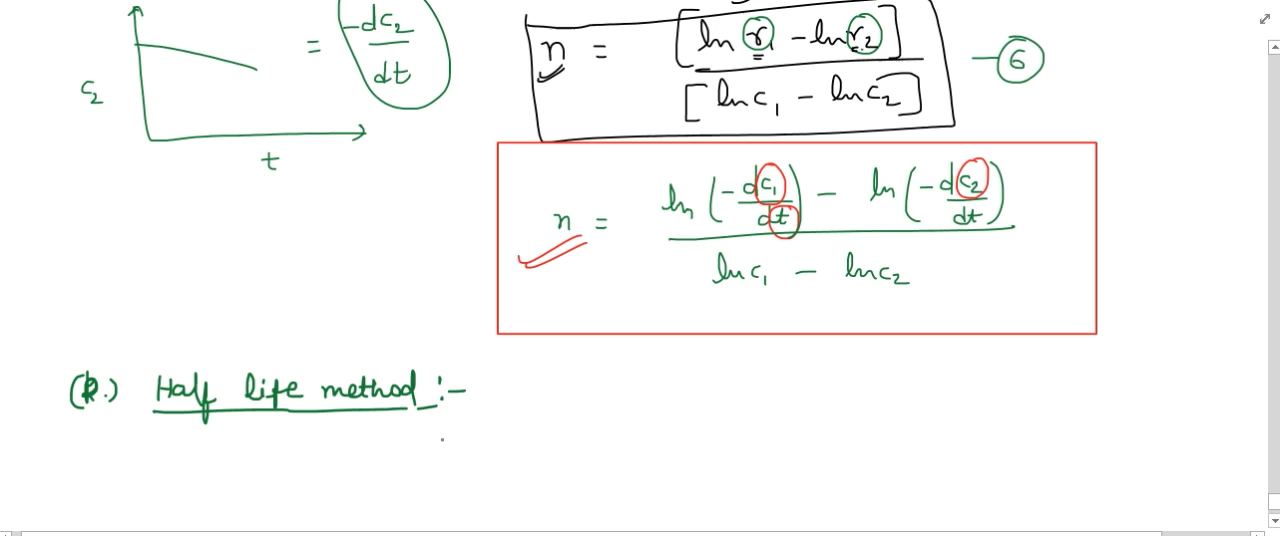 c₂
t
= -dc₂/dt
n = [ln r₁ - ln r₂] / [ln c₁ - ln c₂] -⑥
n = ln(-dc₁/dt) - ln(-dc₂/dt) / ln c₁ - ln c₂
Half life method :-